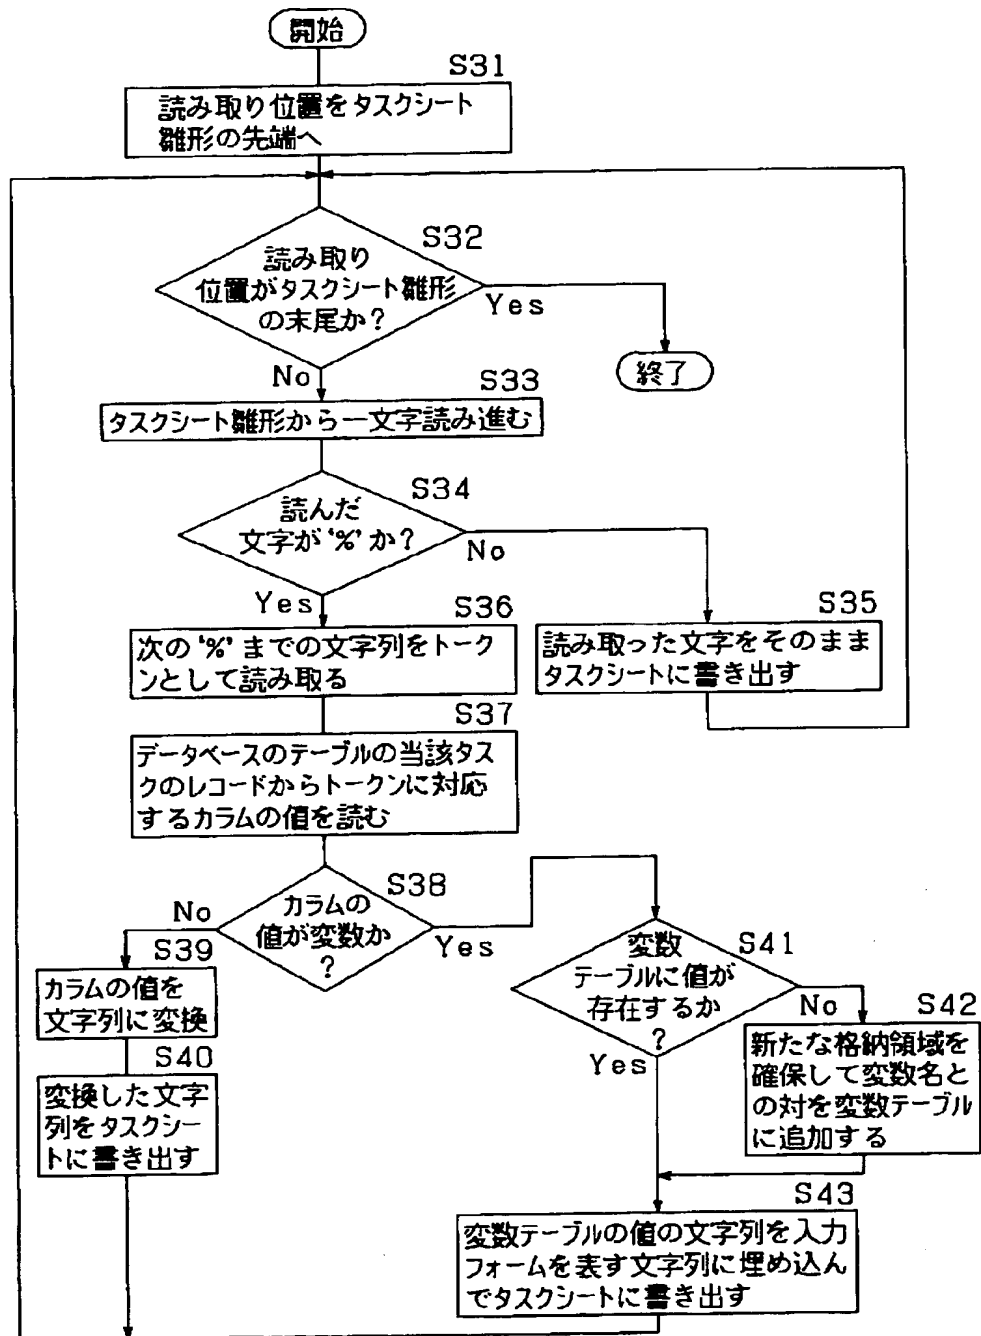 開始
S31
読み取り位置をタスクシート
雛形の先端へ
S32
読み取り
位置がタスクシート雛形
の末尾か？
Yes
終了
No
S33
タスクシート雛形から一文字読み進む
S34
読んだ
文字が‘%’か？
No
Yes
S35
読み取った文字をそのまま
タスクシートに書き出す
S36
次の‘%’までの文字列をトーク
ンとして読み取る
S37
データベースのテーブルの当該タス
クのレコードからトークンに対応
するカラムの値を読む
S38
カラムの
値が変数か
？
No
Yes
S39
カラムの値を
文字列に変換
S40
変換した文字
列をタスクシー
トに書き出す
S41
変数
テーブルに値が
存在するか
？
No
Yes
S42
新たな格納領域を
確保して変数名と
の対を変数テーブル
に追加する
S43
変数テーブルの値の文字列を入力
フォームを表す文字列に埋め込ん
でタスクシートに書き出す